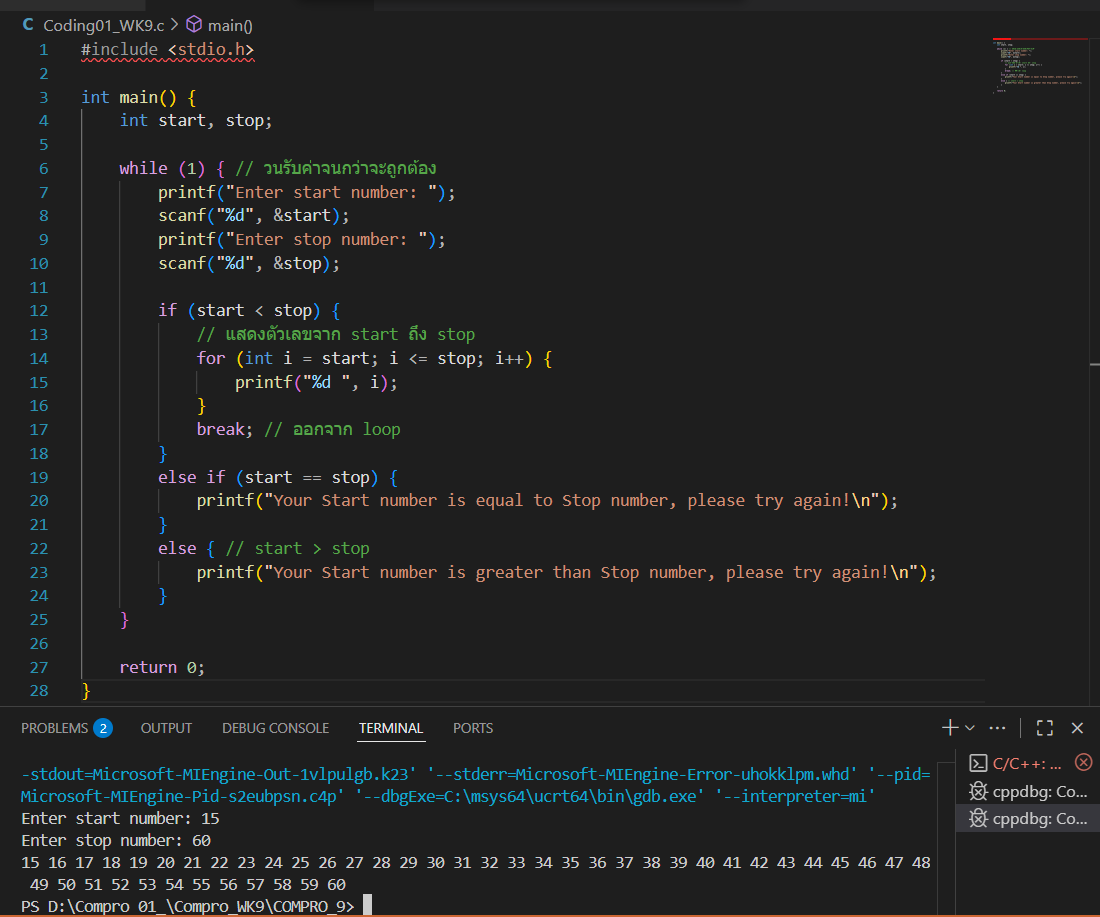 Coding01_WK9.c > main()
1 #include <stdio.h>
2
3 int main() {
4 int start, stop;
5
6 while (1) { // วนรับค่าจนกว่าจะถูกต้อง
7 printf("Enter start number: ");
8 scanf("%d", &start);
9 printf("Enter stop number: ");
10 scanf("%d", &stop);
11
12 if (start < stop) {
13 // แสดงตัวเลขจาก start ถึง stop
14 for (int i = start; i <= stop; i++) {
15 printf("%d ", i);
16 }
17 break; // ออกจาก loop
18 }
19 else if (start == stop) {
20 printf("Your Start number is equal to Stop number, please try again!\n");
21 }
22 else { // start > stop
23 printf("Your Start number is greater than Stop number, please try again!\n");
24 }
25 }
26
27 return 0;
28 }
PROBLEMS 2 OUTPUT DEBUG CONSOLE TERMINAL PORTS
-stdout=Microsoft-MIEngine-Out-1vlpulgb.k23' '--stderr=Microsoft-MIEngine-Error-uhokklpm.whd' '--pid=
Microsoft-MIEngine-Pid-s2eubpsn.c4p' '--dbgExe=C:\msys64\ucrt64\bin\gdb.exe' '--interpreter=mi'
Enter start number: 15
Enter stop number: 60
15 16 17 18 19 20 21 22 23 24 25 26 27 28 29 30 31 32 33 34 35 36 37 38 39 40 41 42 43 44 45 46 47 48
49 50 51 52 53 54 55 56 57 58 59 60
PS D:\Compro 01_\Compro_WK9\COMPRO_9>
C/C++: ...
cppdbg: Co...
cppdbg: Co...